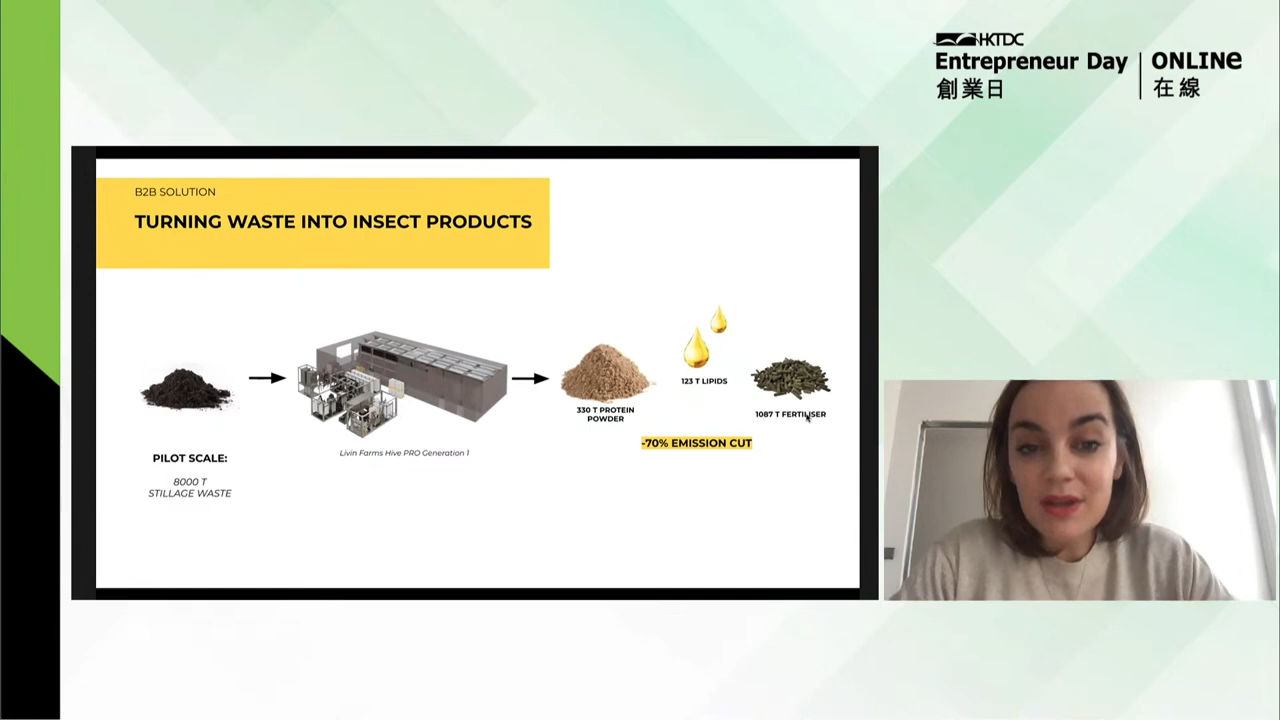 HKTDC
Entrepreneur Day
創業日
ONLINe
在線
B2B SOLUTION
TURNING WASTE INTO INSECT PRODUCTS
PILOT SCALE:
8000 T
STILLAGE WASTE
Livin Farms Hive PRO Generation 1
330 T PROTEIN
POWDER
123 T LIPIDS
1087 T FERTILISER
-70% EMISSION CUT